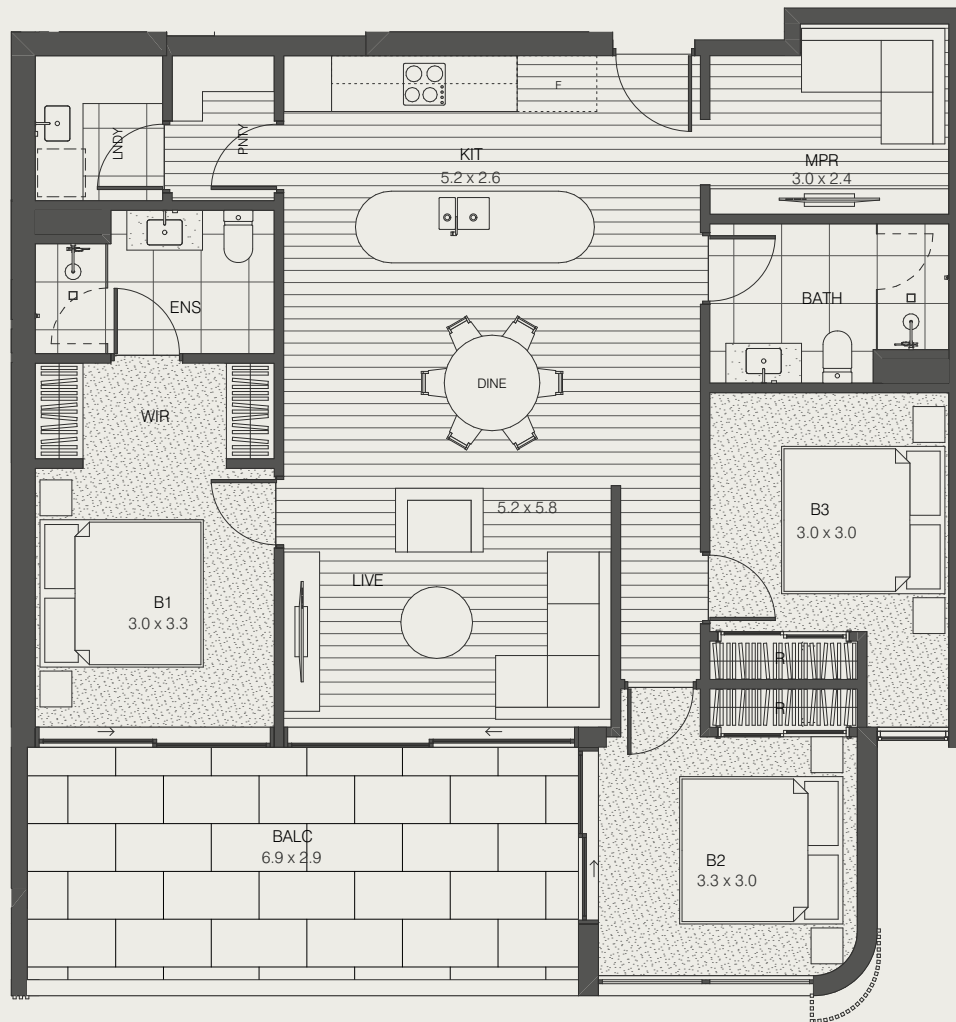 F
LNDY
PNTY
KIT
5.2 x 2.6
MPR
3.0 x 2.4
ENS
BATH
DINE
WIR
5.2 x 5.8
B3
3.0 x 3.0
LIVE
B1
3.0 x 3.3
R
R
BALC
6.9 x 2.9
B2
3.3 x 3.0